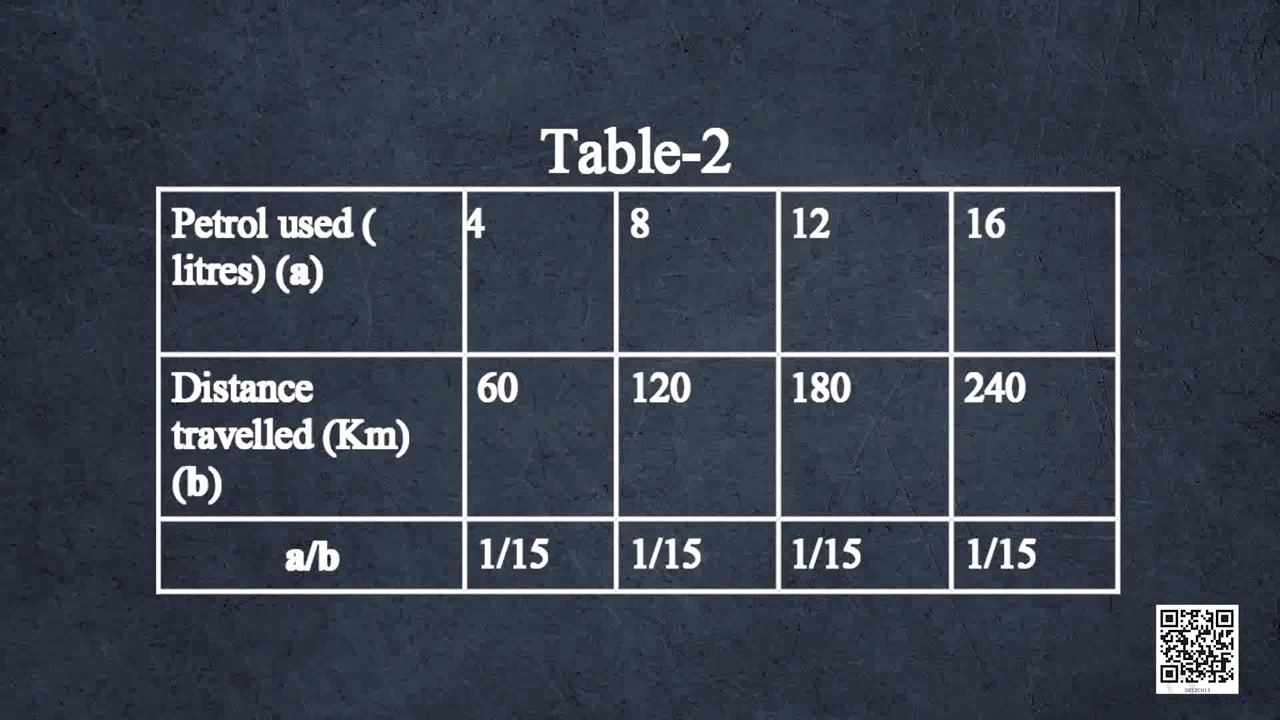 Table-2
Petrol used ( 4 8 12 16
litres) (a)
Distance 60 120 180 240
travelled (Km)
(b)
a/b 1/15 1/15 1/15 1/15